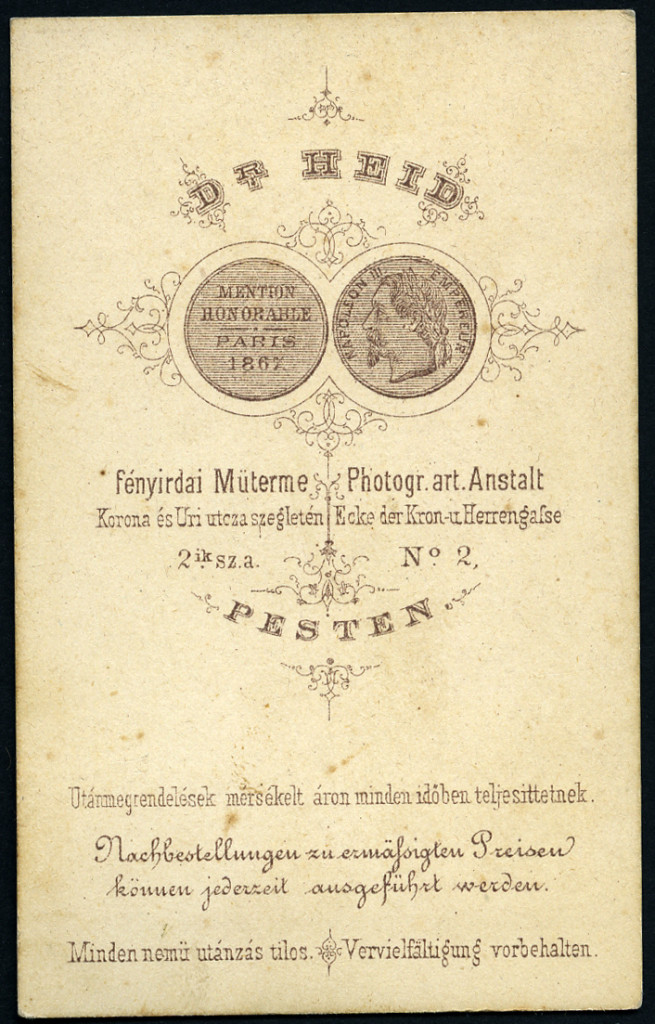 DR HEID
MENTION
HONORABLE
PARIS
1867
NAPOLEON III EMPEREUR
fényirdai Müterme
Korona és Uri utcza szegletén
2ik sz.a.
Photogr. art. Anstalt
Ecke der Kron-u. Herrengaſse
No 2,
PESTEN
Utánmegrendelések mérsékelt áron minden időben teljesittetnek.
Nachbestellungen zu ermäſsigten Preisen
können jederzeit ausgeführt werden.
Minden nemü utánzás tilos. Vervielfältigung vorbehalten.